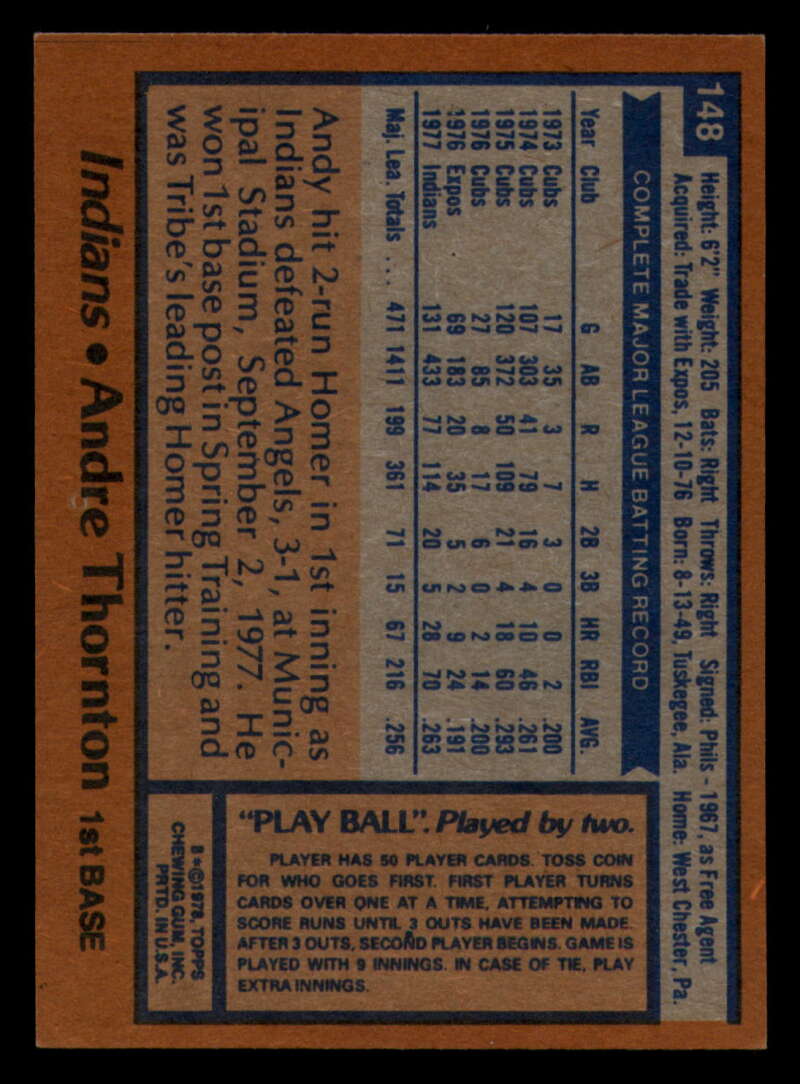 148
Height: 6'2" Weight: 205 Bats: Right Throws: Right Signed: Phils - 1967, as Free Agent
Acquired: Trade with Expos, 12-10-76 Born: 8-13-49, Tuskegee, Ala. Home: West Chester, Pa.
COMPLETE MAJOR LEAGUE BATTING RECORD
Year Club G AB R H 2B 3B HR RBI AVG.
1973 Cubs 17 35 3 7 3 0 0 2 .200
1974 Cubs 107 303 41 79 16 4 10 46 .261
1975 Cubs 120 372 50 109 21 4 18 60 .293
1976 Cubs 27 85 8 17 6 0 2 14 .200
1976 Expos 69 183 20 35 5 2 9 24 .191
1977 Indians 131 433 77 114 20 5 28 70 .263
Maj. Lea. Totals ... 471 1411 199 361 71 15 67 216 .256
Andy hit 2-run Homer in 1st inning as
Indians defeated Angels, 3-1, at Munic-
ipal Stadium, September 2, 1977. He
won 1st base post in Spring Training and
was Tribe's leading Homer hitter.
Indians • Andre Thornton 1st BASE
"PLAY BALL". Played by two.
PLAYER HAS 50 PLAYER CARDS. TOSS COIN
FOR WHO GOES FIRST. FIRST PLAYER TURNS
CARDS OVER ONE AT A TIME, ATTEMPTING TO
SCORE RUNS UNTIL 3 OUTS HAVE BEEN MADE.
AFTER 3 OUTS, SECOND PLAYER BEGINS. GAME IS
PLAYED WITH 9 INNINGS. IN CASE OF TIE, PLAY
EXTRA INNINGS.
8*©1978, TOPPS
CHEWING GUM, INC.
PRTD. IN U.S.A.